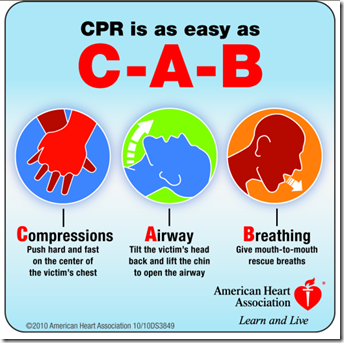 CPR is as easy as
C-A-B
Compressions
Push hard and fast
on the center of
the victim's chest
Airway
Tilt the victim's head
back and lift the chin
to open the airway
Breathing
Give mouth-to-mouth
rescue breaths
American Heart
Association®
Learn and Live
©2010 American Heart Association 10/10DS3849